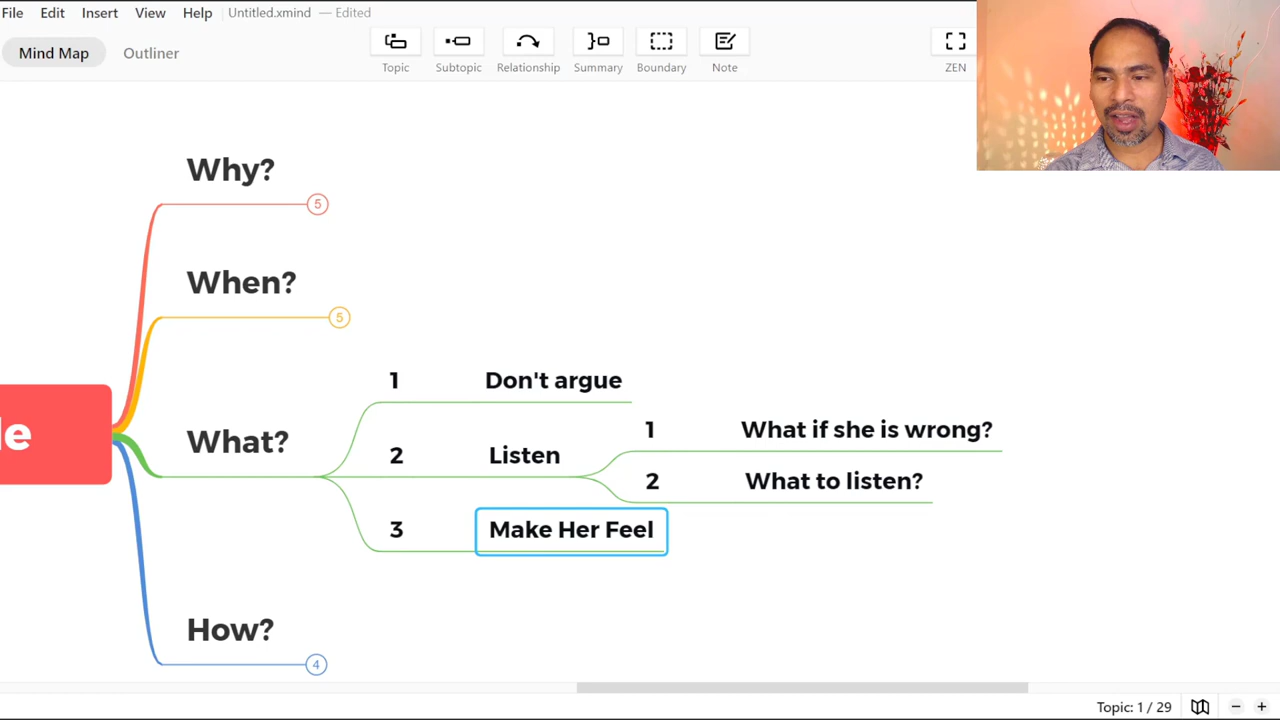 File Edit Insert View Help Untitled.xmind — Edited
Mind Map Outliner
Topic Subtopic Relationship Summary Boundary Note ZEN
Why?
5
When?
5
1 Don't argue
What?
2 Listen
1 What if she is wrong?
2 What to listen?
3 Make Her Feel
How?
4
Topic: 1 / 29